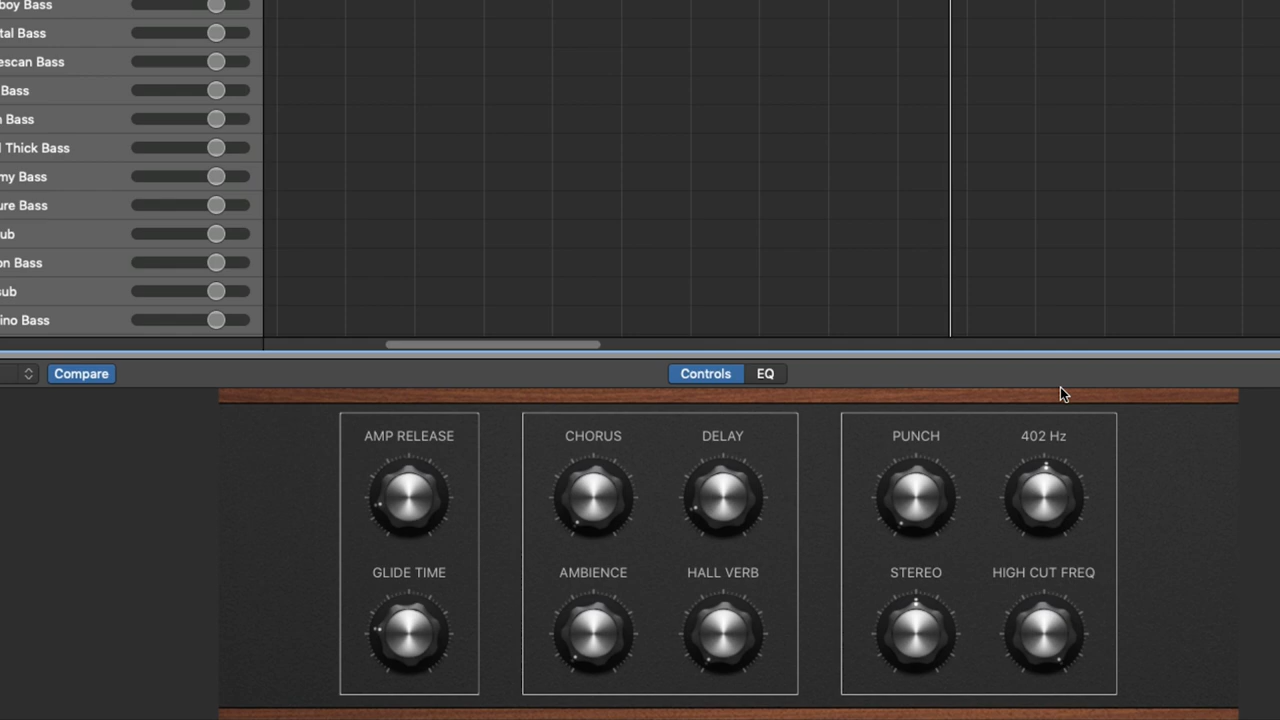 boy Bass
tal Bass
escan Bass
Bass
n Bass
l Thick Bass
my Bass
ure Bass
ub
on Bass
sub
ino Bass
Compare
Controls EQ
AMP RELEASE CHORUS DELAY PUNCH 402 Hz
GLIDE TIME AMBIENCE HALL VERB STEREO HIGH CUT FREQ